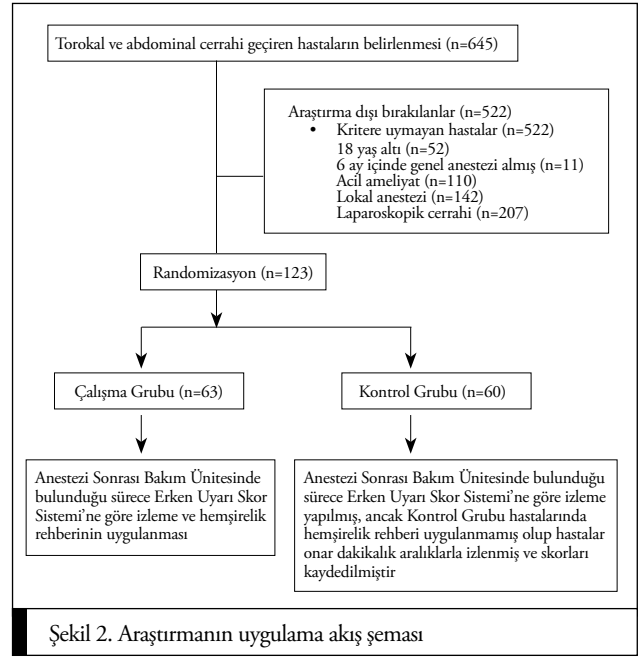 Torokal ve abdominal cerrahi geçiren hastaların belirlenmesi (n=645)
Araştırma dışı bırakılanlar (n=522)
• Kritere uymayan hastalar (n=522)
18 yaş altı (n=52)
6 ay içinde genel anestezi almış (n=11)
Acil ameliyat (n=110)
Lokal anestezi (n=142)
Laparoskopik cerrahi (n=207)
Randomizasyon (n=123)
Çalışma Grubu (n=63)
Kontrol Grubu (n=60)
Anestezi Sonrası Bakım Ünitesinde
bulunduğu sürece Erken Uyarı Skor
Sistemi’ne göre izleme ve hemşirelik
rehberinin uygulanması
Anestezi Sonrası Bakım Ünitesinde bulunduğu
sürece Erken Uyarı Skor Sistemi’ne göre izleme
yapılmış, ancak Kontrol Grubu hastalarında
hemşirelik rehberi uygulanmamış olup hastalar
onar dakikalık aralıklarla izlenmiş ve skorları
kaydedilmiştir
Şekil 2. Araştırmanın uygulama akış şeması